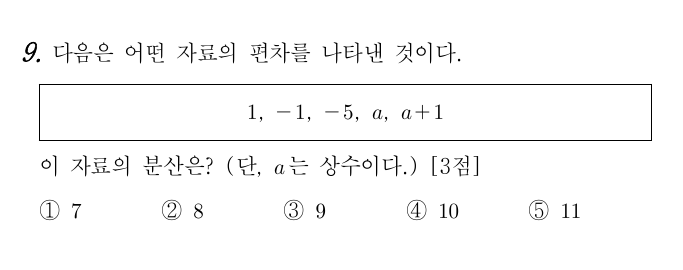 9. 다음은 어떤 자료의 편차를 나타낸 것이다.
1, −1, −5, a, a+1
이 자료의 분산은? (단, a는 상수이다.) [3점]
① 7 ② 8 ③ 9 ④ 10 ⑤ 11